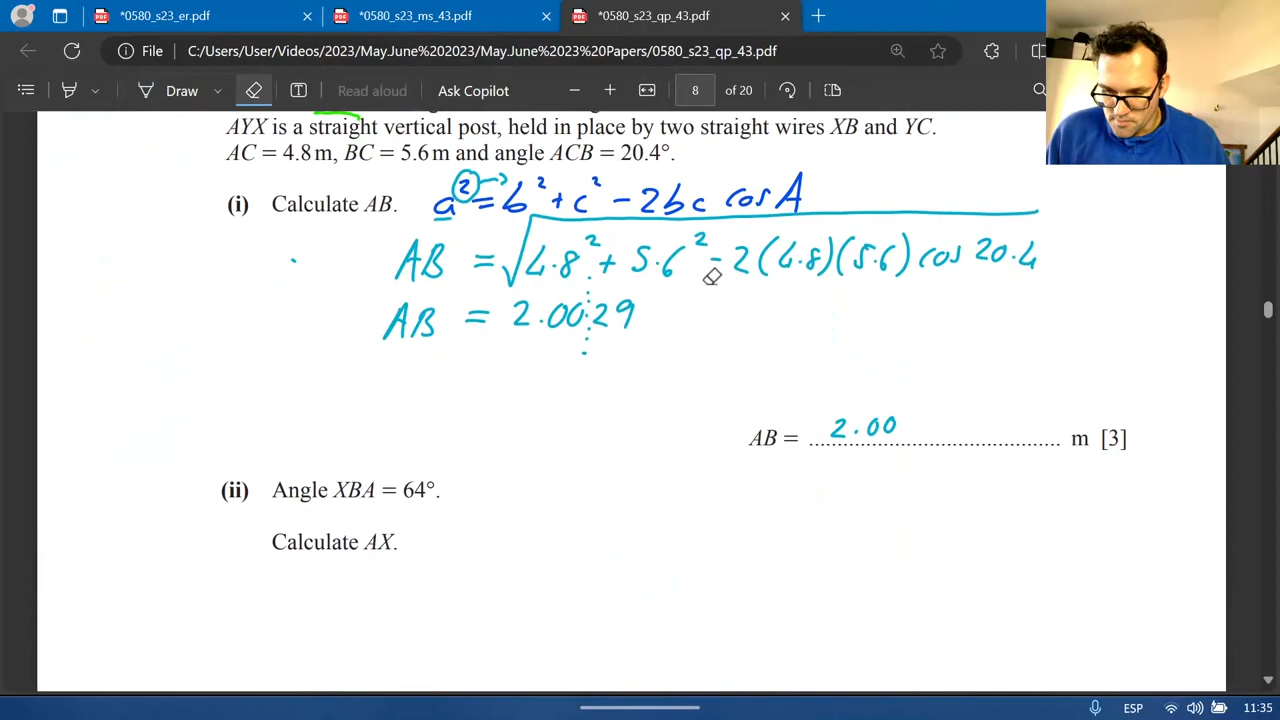 *0580_s23_er.pdf
*0580_s23_ms_43.pdf
*0580_s23_qp_43.pdf
File C:/Users/User/Videos/2023/May.June%202023/May.June%202023%20Papers/0580_s23_qp_43.pdf
Draw
Read aloud
Ask Copilot
8 of 20
AYX is a straight vertical post, held in place by two straight wires XB and YC.
AC = 4.8 m, BC = 5.6 m and angle ACB = 20.4°.
(i) Calculate AB. a² → = b² + c² − 2bc cos A
AB = √4.8² + 5.6² − 2(4.8)(5.6) cos 20.4
AB = 2.0029
AB = 2.00 m [3]
(ii) Angle XBA = 64°.
Calculate AX.
ESP 11:35